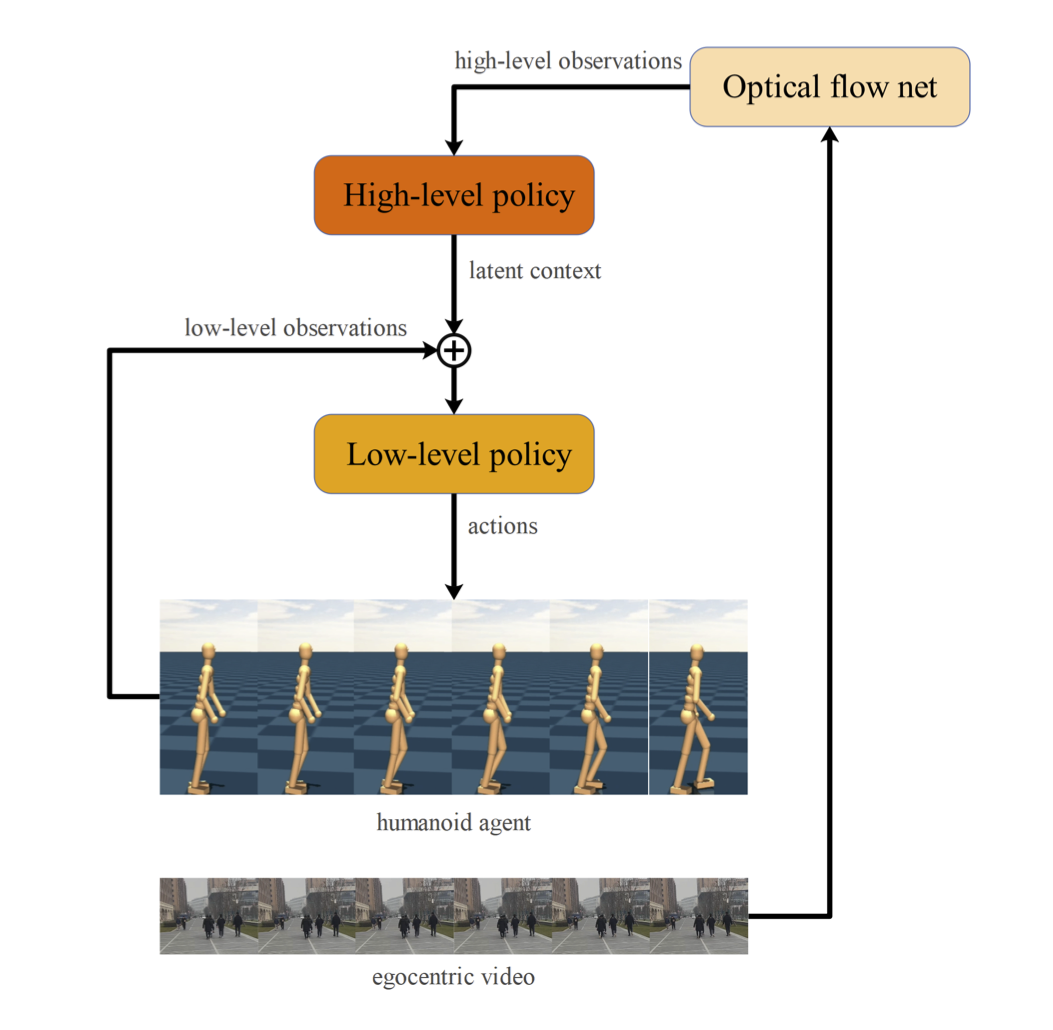 high-level observations
Optical flow net
High-level policy
latent context
low-level observations
Low-level policy
actions
humanoid agent
egocentric video